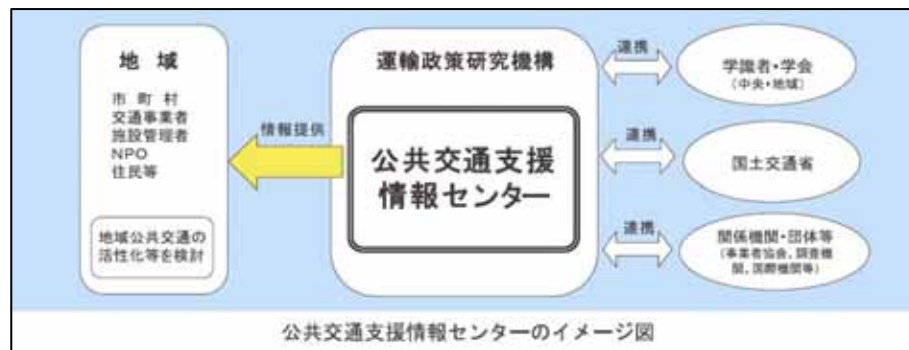 地域
市町村
交通事業者
施設管理者
NPO
住民等
地域公共交通の
活性化等を検討
情報提供
運輸政策研究機構
公共交通支援
情報センター
連携
学識者・学会
(中央・地域)
連携
国土交通省
連携
関係機関・団体等
(事業者協会,調査機
関,国際機関等)
公共交通支援情報センターのイメージ図